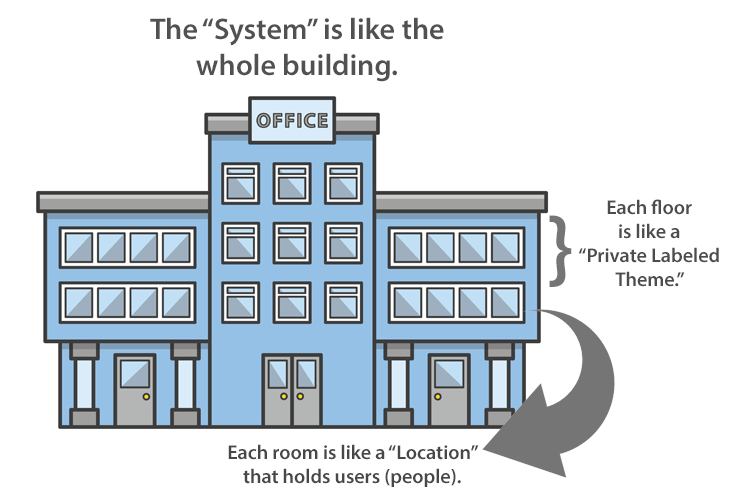 The “System” is like the
whole building.
OFFICE
Each floor
is like a
“Private Labeled
Theme.”
Each room is like a “Location”
that holds users (people).